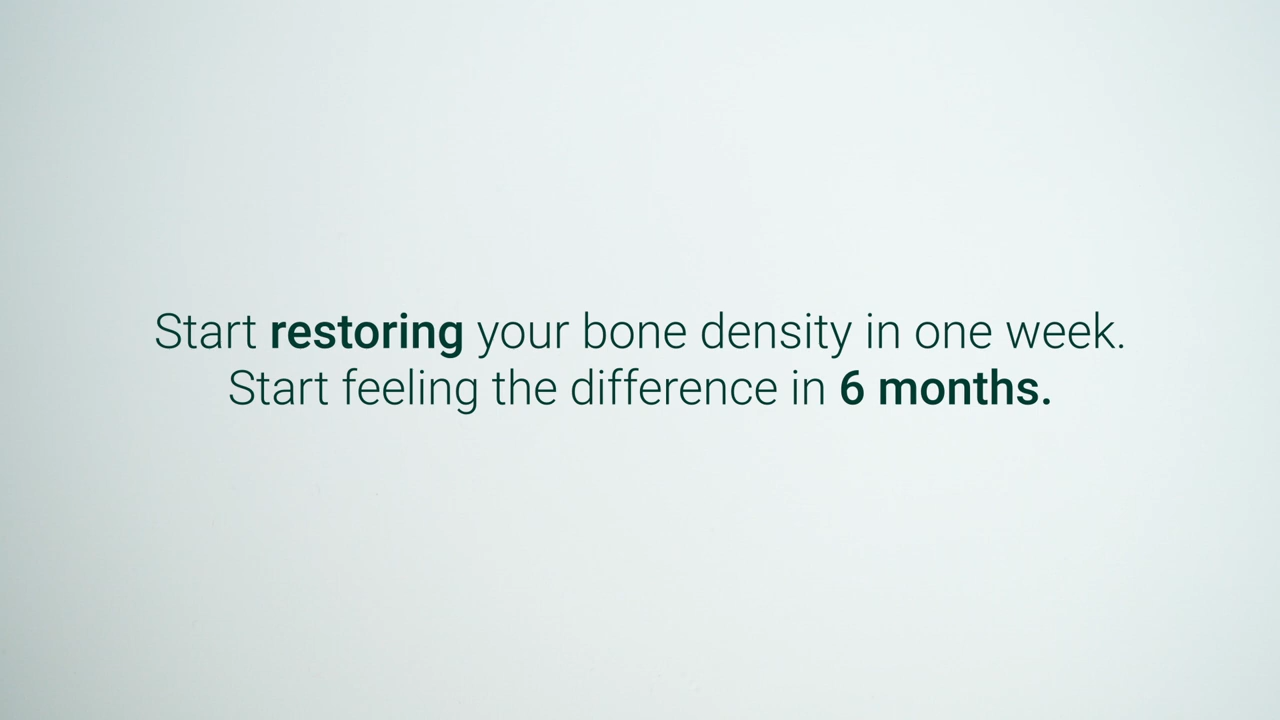 Start restoring your bone density in one week.
Start feeling the difference in 6 months.